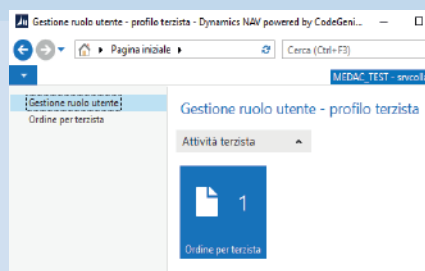 Gestione ruolo utente - profilo terzista - Dynamics NAV powered by CodeGeni...
Pagina iniziale
Cerca (Ctrl+F3)
MEDAC_TEST - srvcolla
Gestione ruolo utente
Ordine per terzista
Gestione ruolo utente - profilo terzista
Attività terzista
1
Ordine per terzista